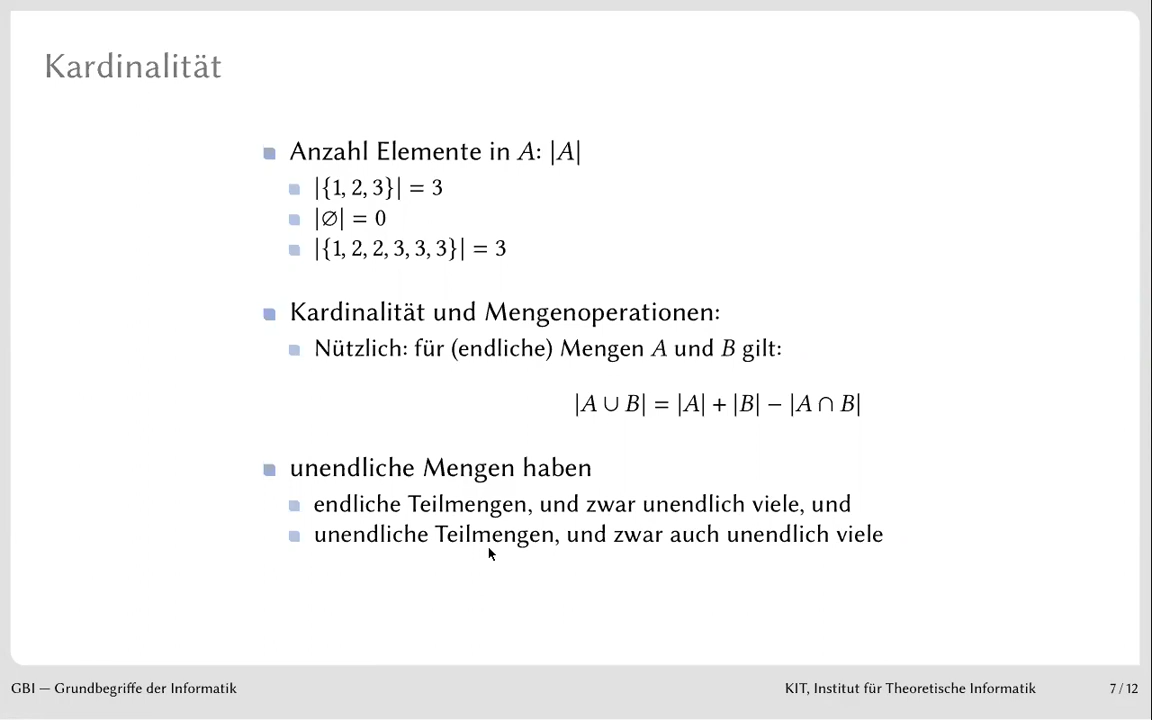 Kardinalität
Anzahl Elemente in A: |A|
|{1, 2, 3}| = 3
|∅| = 0
|{1, 2, 2, 3, 3, 3}| = 3
Kardinalität und Mengenoperationen:
Nützlich: für (endliche) Mengen A und B gilt:
|A ∪ B| = |A| + |B| − |A ∩ B|
unendliche Mengen haben
endliche Teilmengen, und zwar unendlich viele, und
unendliche Teilmengen, und zwar auch unendlich viele
GBI — Grundbegriffe der Informatik KIT, Institut für Theoretische Informatik 7 / 12